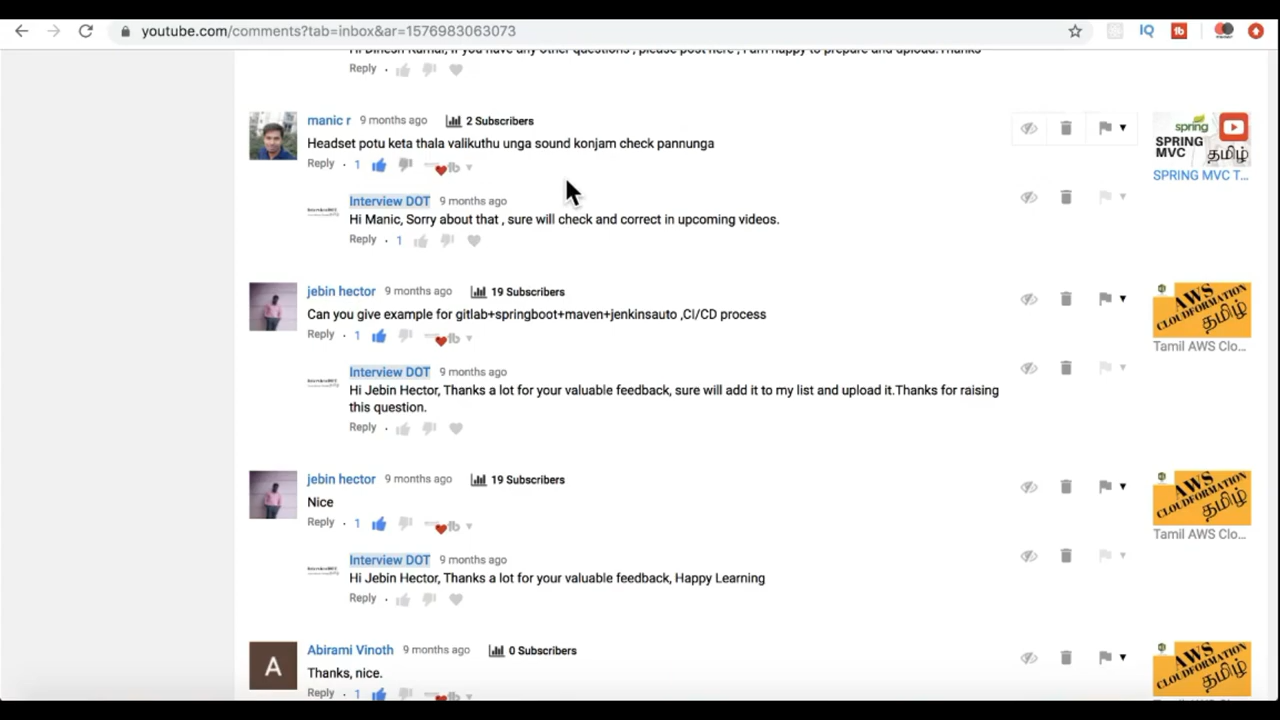 youtube.com/comments?tab=inbox&ar=1576983063073
IQ
tb
Hi Dinesh Kumar, If you have any other questions , please post here , I am happy to prepare and upload.Thanks
Reply ·
manic r 9 months ago 2 Subscribers
Headset potu keta thala valikuthu unga sound konjam check pannunga
Reply · 1 tb
spring
SPRING
MVC தமிழ்
SPRING MVC T...
Interview DOT 9 months ago
Hi Manic, Sorry about that , sure will check and correct in upcoming videos.
Reply · 1
jebin hector 9 months ago 19 Subscribers
Can you give example for gitlab+springboot+maven+jenkinsauto ,CI/CD process
Reply · 1 tb
AWS
CLOUDFORMATION
தமிழ்
Tamil AWS Clo...
Interview DOT 9 months ago
Hi Jebin Hector, Thanks a lot for your valuable feedback, sure will add it to my list and upload it.Thanks for raising
this question.
Reply ·
jebin hector 9 months ago 19 Subscribers
Nice
Reply · 1 tb
AWS
CLOUDFORMATION
தமிழ்
Tamil AWS Clo...
Interview DOT 9 months ago
Hi Jebin Hector, Thanks a lot for your valuable feedback, Happy Learning
Reply ·
A
Abirami Vinoth 9 months ago 0 Subscribers
Thanks, nice.
Reply · 1 tb
AWS
CLOUDFORMATION
தமிழ்